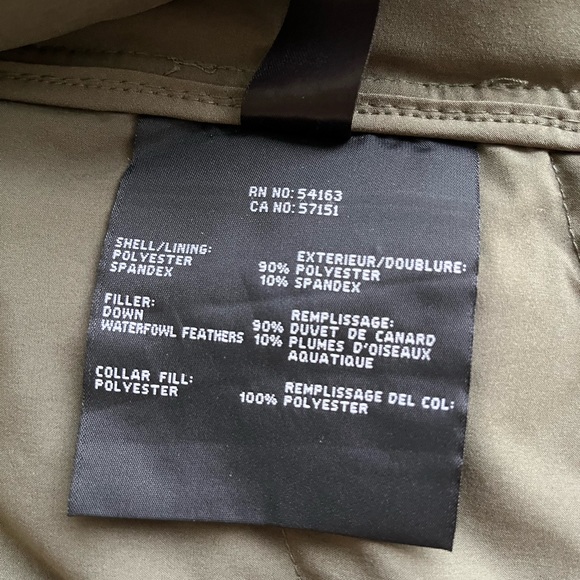 RN NO: 54163
CA NO: 57151
SHELL/LINING: EXTERIEUR/DOUBLURE:
POLYESTER 90% POLYESTER
SPANDEX 10% SPANDEX
FILLER: REMPLISSAGE:
DOWN 90% DUVET DE CANARD
WATERFOWL FEATHERS 10% PLUMES D'OISEAUX
AQUATIQUE
COLLAR FILL: REMPLISSAGE DEL COL:
POLYESTER 100% POLYESTER